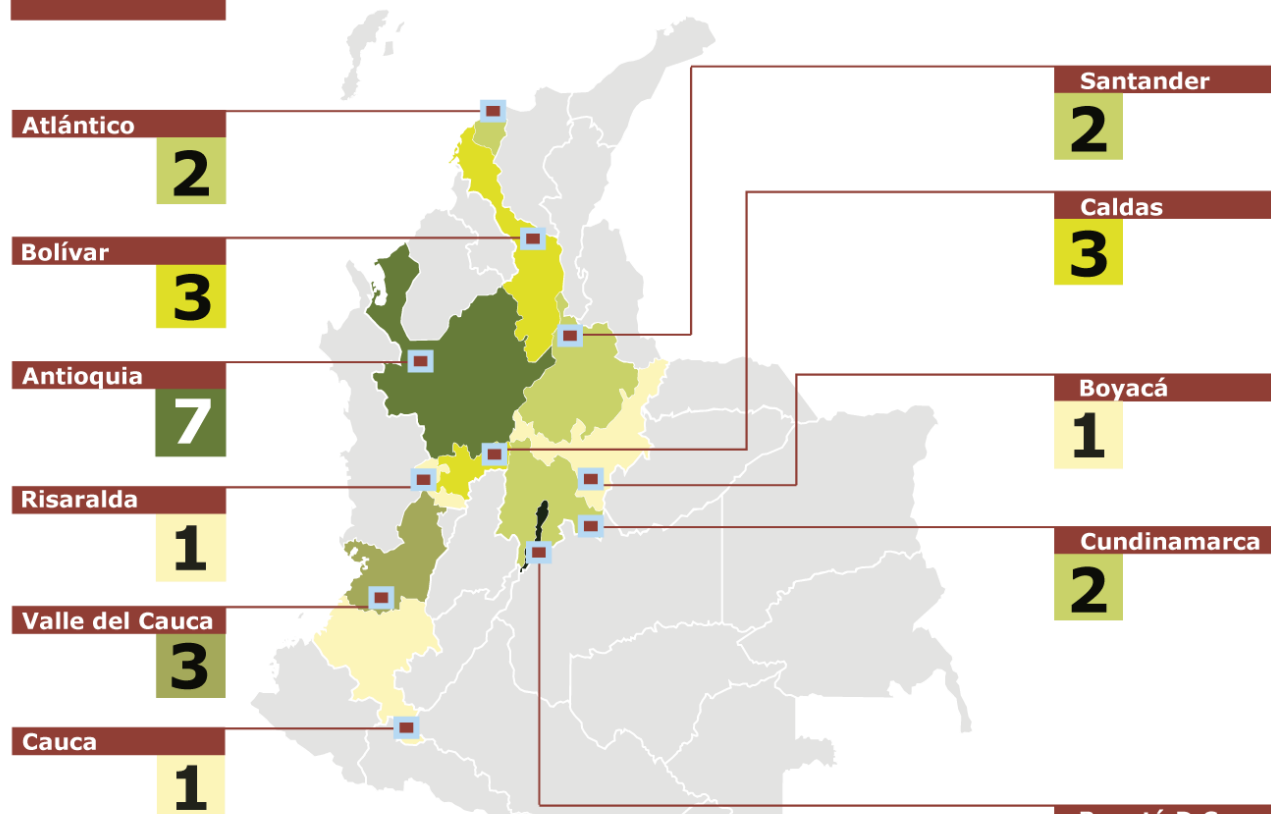 Atlántico
2
Bolívar
3
Antioquia
7
Risaralda
1
Valle del Cauca
3
Cauca
1
Santander
2
Caldas
3
Boyacá
1
Cundinamarca
2